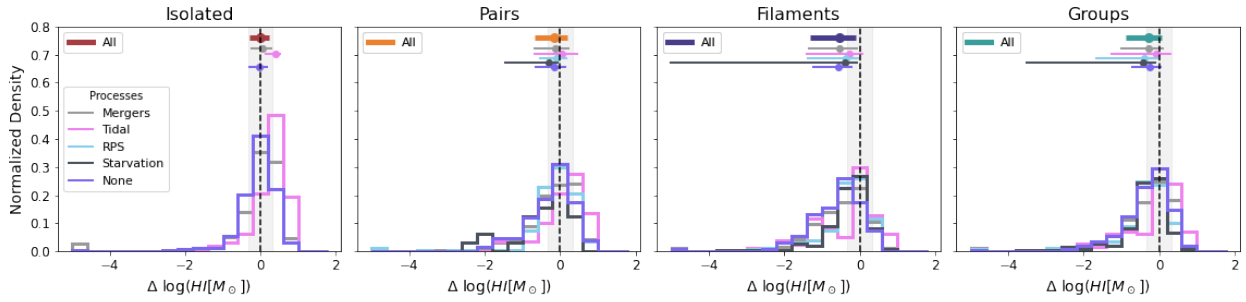 Isolated
Pairs
Filaments
Groups
0.8
0.7
0.6
0.5
0.4
0.3
0.2
0.1
0.0
Normalized Density
All
All
All
All
Processes
Mergers
Tidal
RPS
Starvation
None
−4 −2 0 2
−4 −2 0 2
−4 −2 0 2
−4 −2 0 2
Δ log(HI[M⊙])
Δ log(HI[M⊙])
Δ log(HI[M⊙])
Δ log(HI[M⊙])